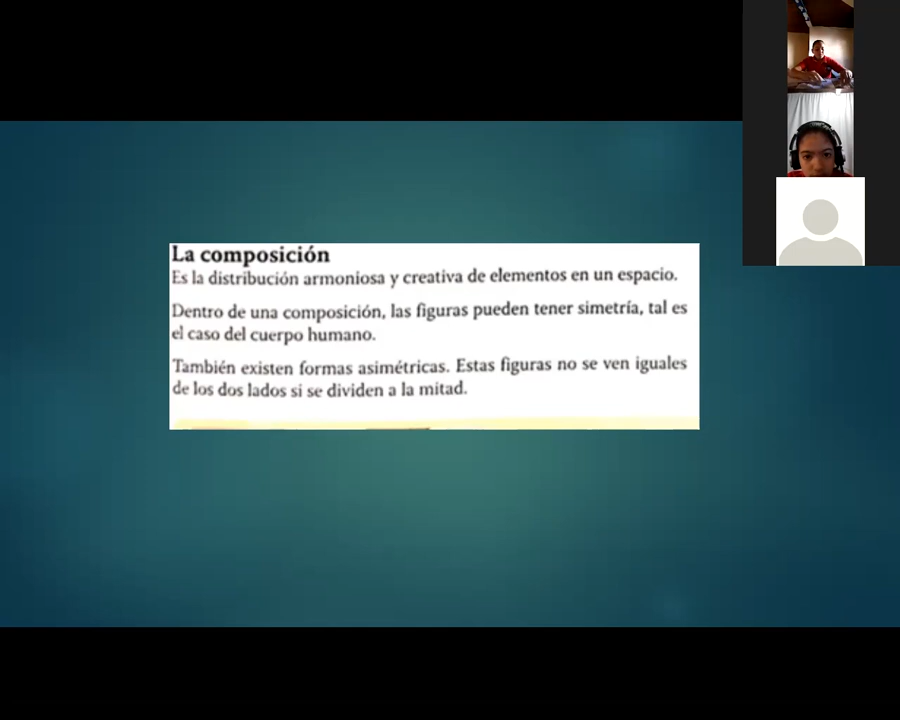 La composición
Es la distribución armoniosa y creativa de elementos en un espacio.
Dentro de una composición, las figuras pueden tener simetría, tal es
el caso del cuerpo humano.
También existen formas asimétricas. Estas figuras no se ven iguales
de los dos lados si se dividen a la mitad.